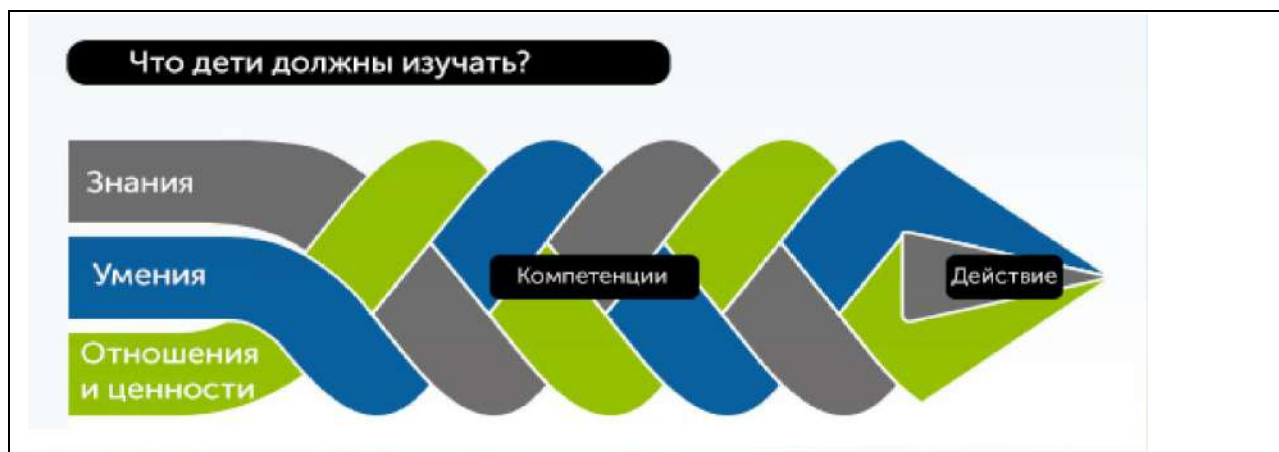 Что дети должны изучать?
Знания
Умения
Отношения
и ценности
Компетенции
Действие